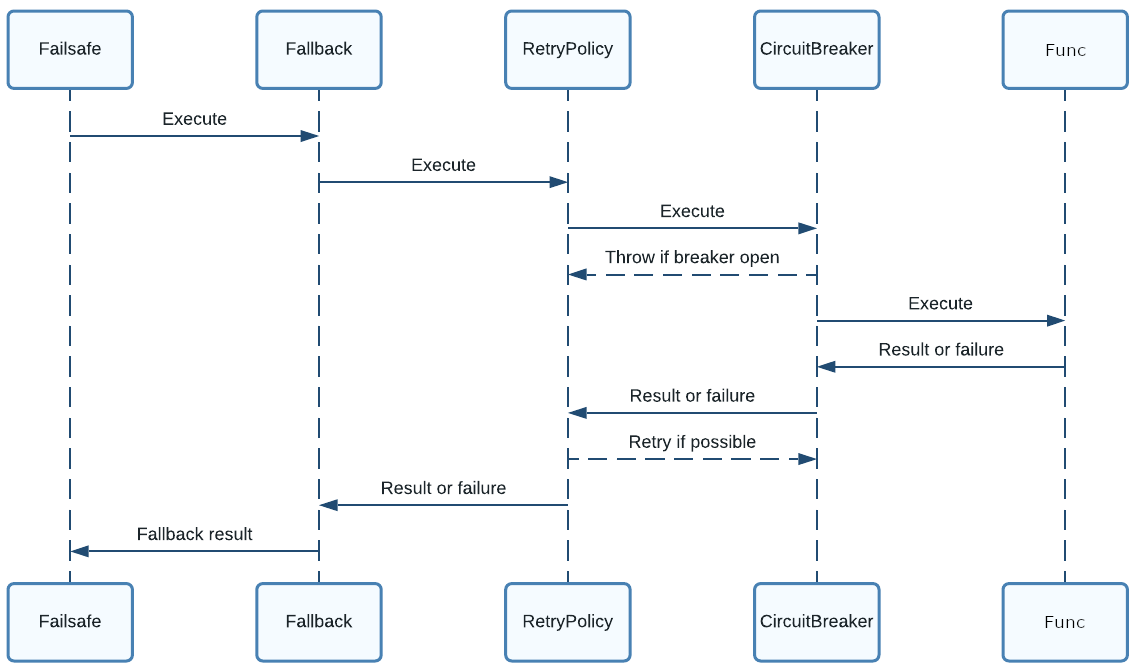 Failsafe
Fallback
RetryPolicy
CircuitBreaker
Func
Execute
Execute
Execute
Throw if breaker open
Execute
Result or failure
Result or failure
Retry if possible
Result or failure
Fallback result
Failsafe
Fallback
RetryPolicy
CircuitBreaker
Func